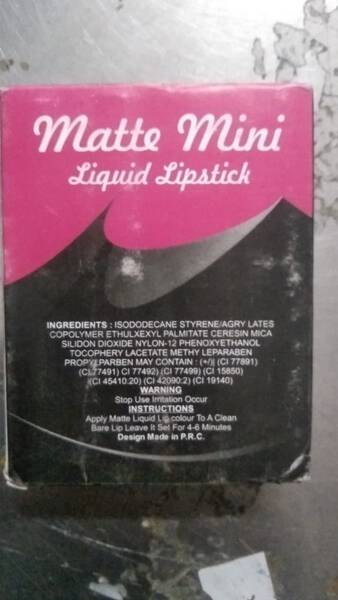 Matte Mini
Liquid Lipstick
INGREDIENTS : ISODODECANE STYRENE/AGRY LATES
COPOLYMER ETHULXEXYL PALMITATE CERESIN MICA
SILIDON DIOXIDE NYLON-12 PHENOXYETHANOL
TOCOPHERY LACETATE METHY LEPARABEN
PROPYLPARBEN MAY CONTAIN : (+/)( (CI 77891)
(CI,77491) CI 77492) (CI 77499) (CI 15850)
(CI 45410:20) (CI 42090:2) (CI 19140)
WARNING
Stop Use Irritation Occur
INSTRUCTIONS
Apply Matte Liquid Lip colour To A Clean
Bare Lip Leave It Set For 4-6 Minutes
Design Made in P.R.C.